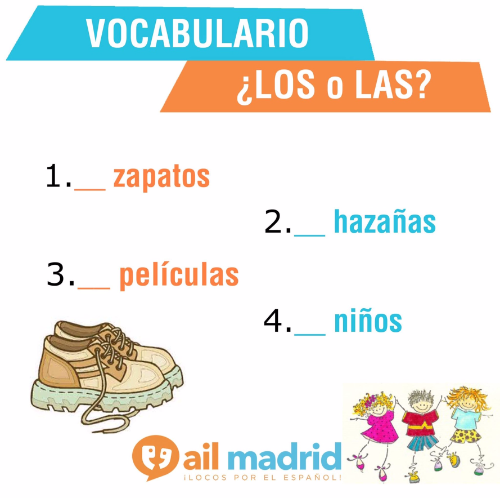 VOCABULARIO
¿LOS o LAS?
1.__ zapatos
2.__ hazañas
3.__ películas
4.__ niños
ail madrid
¡LOCOS POR EL ESPAÑOL!